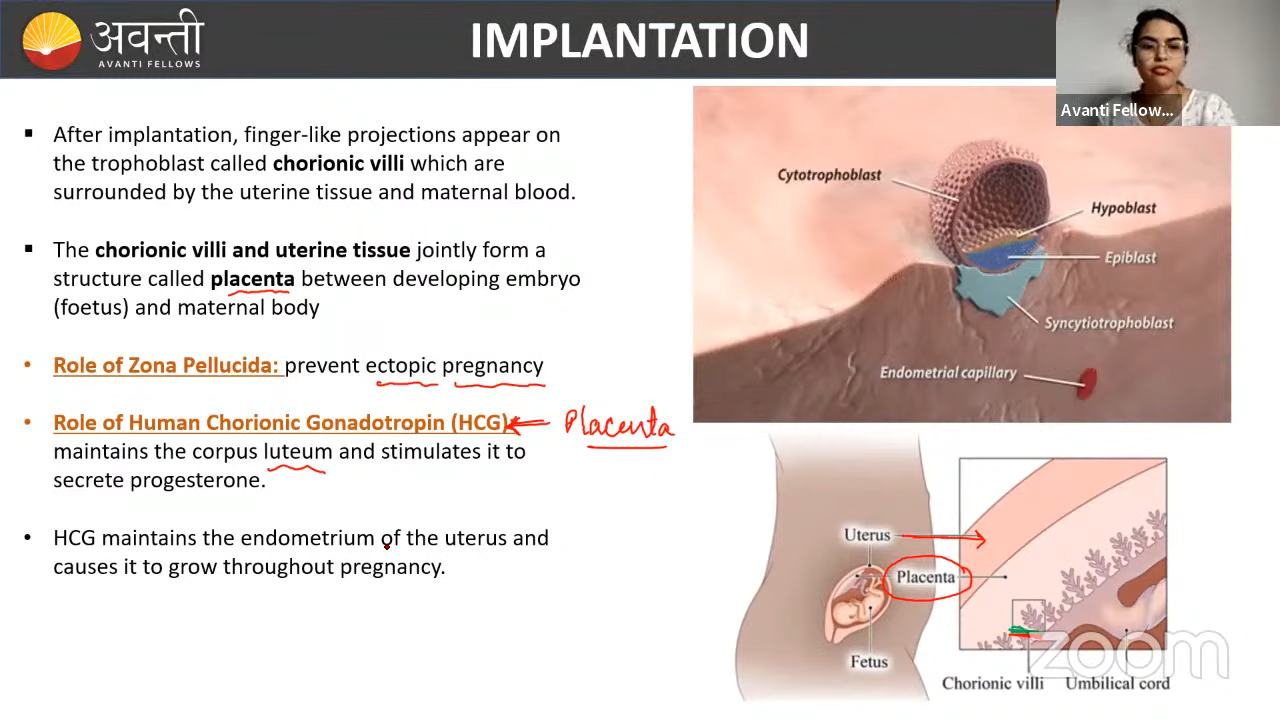 अवन्ती
AVANTI FELLOWS
IMPLANTATION
Avanti Fellow...
▪ After implantation, finger-like projections appear on
the trophoblast called chorionic villi which are
surrounded by the uterine tissue and maternal blood.
▪ The chorionic villi and uterine tissue jointly form a
structure called placenta between developing embryo
(foetus) and maternal body
• Role of Zona Pellucida: prevent ectopic pregnancy
• Role of Human Chorionic Gonadotropin (HCG) Placenta
maintains the corpus luteum and stimulates it to
secrete progesterone.
• HCG maintains the endometrium of the uterus and
causes it to grow throughout pregnancy.
Cytotrophoblast
Hypoblast
Epiblast
Syncytiotrophoblast
Endometrial capillary
Uterus
Placenta
Fetus
zoom
Chorionic villi Umbilical cord